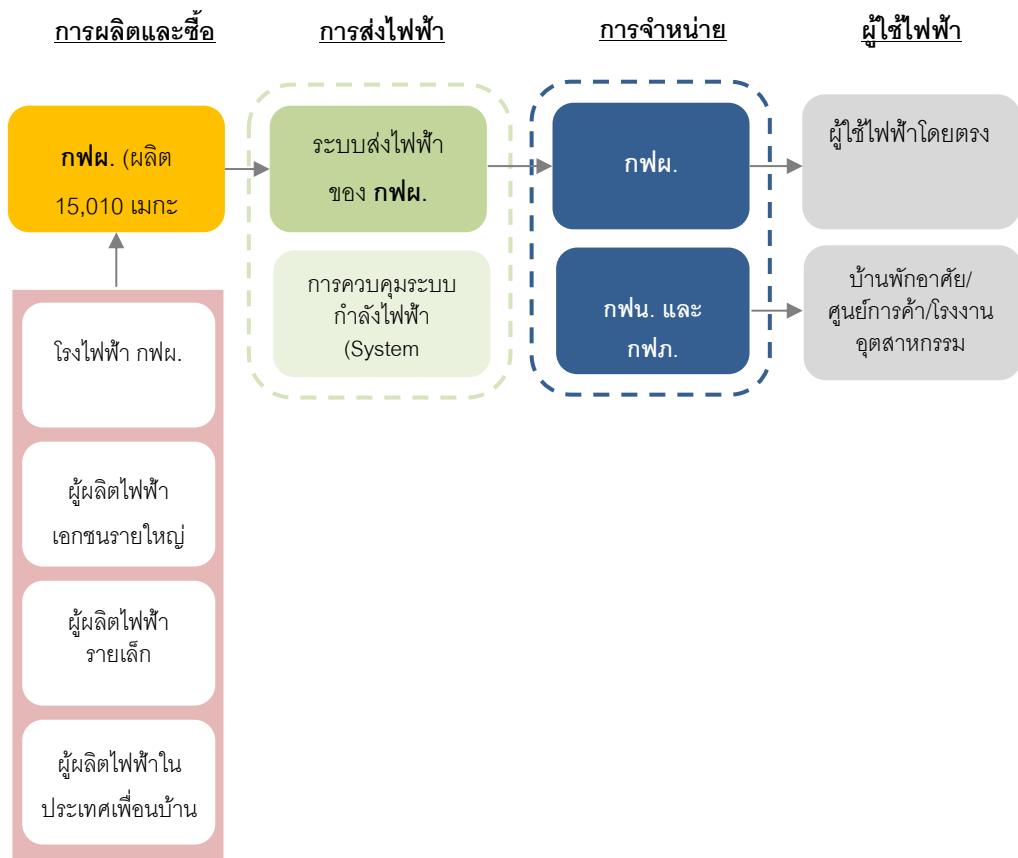 การผลิตและซื้อ
การส่งไฟฟ้า
การจำหน่าย
ผู้ใช้ไฟฟ้า
กฟผ. (ผลิต
15,010 เมกะ
ระบบส่งไฟฟ้า
ของ กฟผ.
กฟผ.
ผู้ใช้ไฟฟ้าโดยตรง
การควบคุมระบบ
กำลังไฟฟ้า
(System
กฟน. และ
กฟภ.
บ้านพักอาศัย/
ศูนย์การค้า/โรงงาน
อุตสาหกรรม
โรงไฟฟ้า กฟผ.
ผู้ผลิตไฟฟ้า
เอกชนรายใหญ่
ผู้ผลิตไฟฟ้า
รายเล็ก
ผู้ผลิตไฟฟ้าใน
ประเทศเพื่อนบ้าน